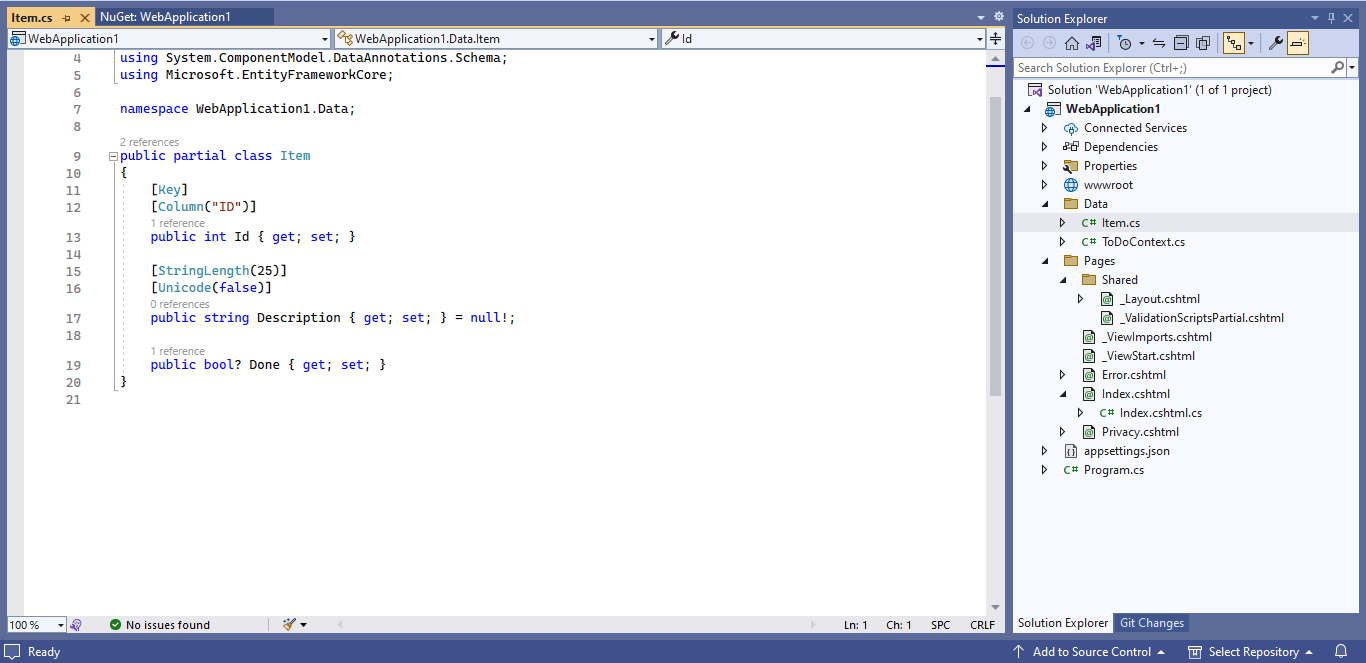 Item.cs
NuGet: WebApplication1
WebApplication1
WebApplication1.Data.Item
Id
4 using System.ComponentModel.DataAnnotations.Schema;
5 using Microsoft.EntityFrameworkCore;
6
7 namespace WebApplication1.Data;
8
2 references
9 public partial class Item
10 {
11 [Key]
12 [Column("ID")]
1 reference
13 public int Id { get; set; }
14
15 [StringLength(25)]
16 [Unicode(false)]
0 references
17 public string Description { get; set; } = null!;
18
1 reference
19 public bool? Done { get; set; }
20 }
21
100 %
No issues found
Ln: 1
Ch: 1
SPC
CRLF
Solution Explorer
Search Solution Explorer (Ctrl+;)
Solution 'WebApplication1' (1 of 1 project)
WebApplication1
Connected Services
Dependencies
Properties
wwwroot
Data
C# Item.cs
C# ToDoContext.cs
Pages
Shared
_Layout.cshtml
_ValidationScriptsPartial.cshtml
_ViewImports.cshtml
_ViewStart.cshtml
Error.cshtml
Index.cshtml
C# Index.cshtml.cs
Privacy.cshtml
appsettings.json
C# Program.cs
Solution Explorer
Git Changes
Ready
Add to Source Control
Select Repository